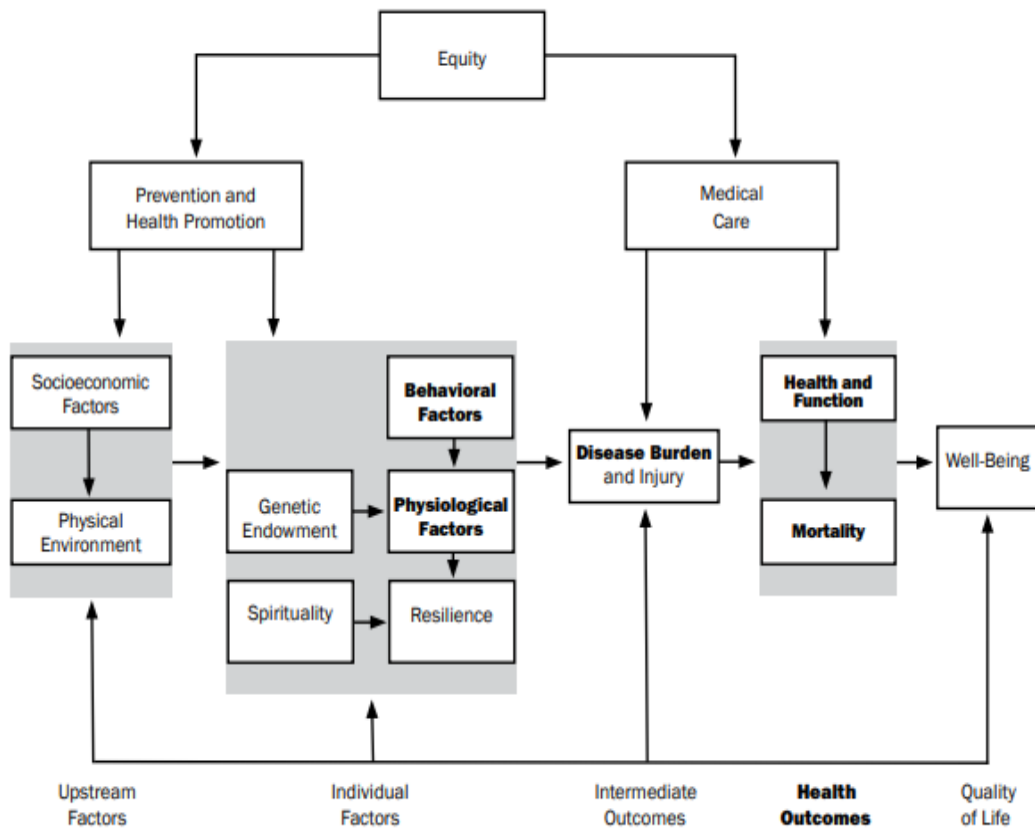 Equity
Prevention and
Health Promotion
Medical
Care
Socioeconomic
Factors
Physical
Environment
Behavioral
Factors
Genetic
Endowment
Physiological
Factors
Spirituality
Resilience
Disease Burden
and Injury
Health and
Function
Mortality
Well-Being
Upstream
Factors
Individual
Factors
Intermediate
Outcomes
Health
Outcomes
Quality
of Life